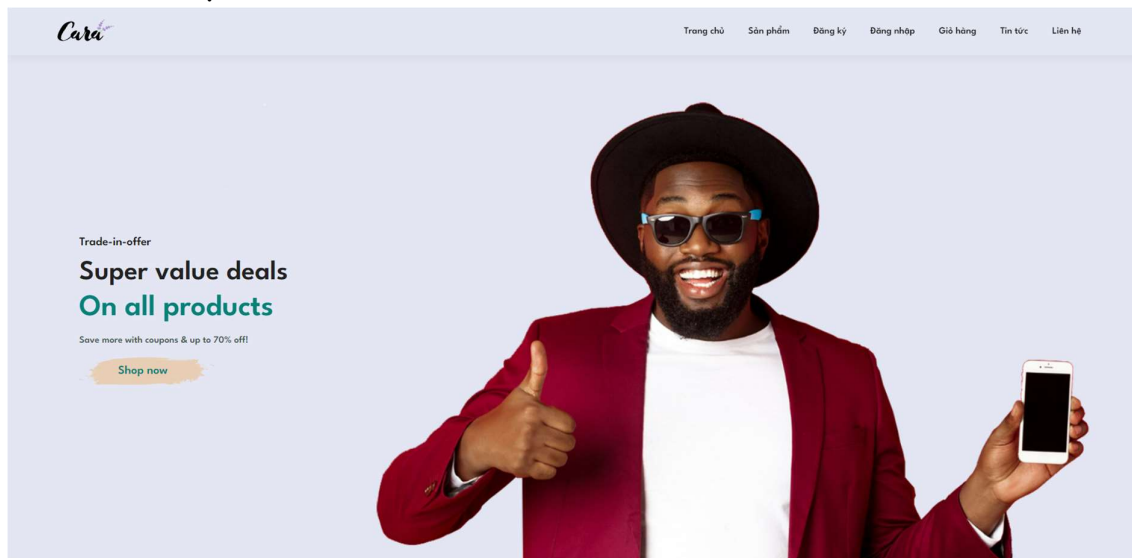 Cara
Trang chủ Sản phẩm Đăng ký Đăng nhập Giỏ hàng Tin tức Liên hệ
Trade-in-offer
Super value deals
On all products
Save more with coupons & up to 70% off!
Shop now